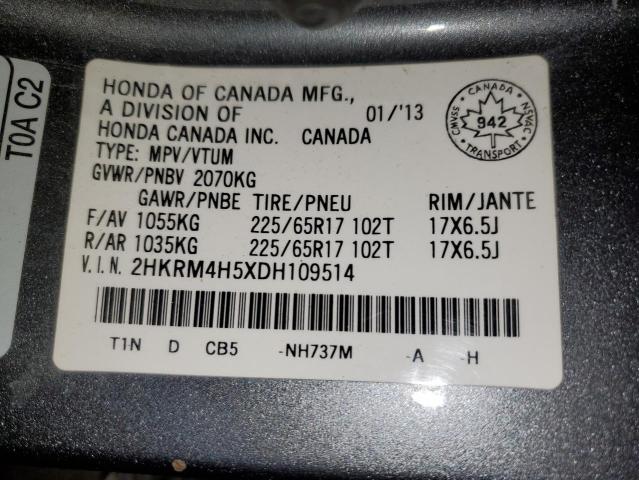 HONDA OF CANADA MFG.,
A DIVISION OF 01/'13
HONDA CANADA INC. CANADA
TYPE: MPV/VTUM
GVWR/PNBV 2070KG
GAWR/PNBE TIRE/PNEU RIM/JANTE
F/AV 1055KG 225/65R17 102T 17X6.5J
R/AR 1035KG 225/65R17 102T 17X6.5J
V.I.N. 2HKRM4H5XDH109514
T1N D CB5 -NH737M -A -H
CANADA
CMVSS 942 NSVAC
TRANSPORT
T0A C2